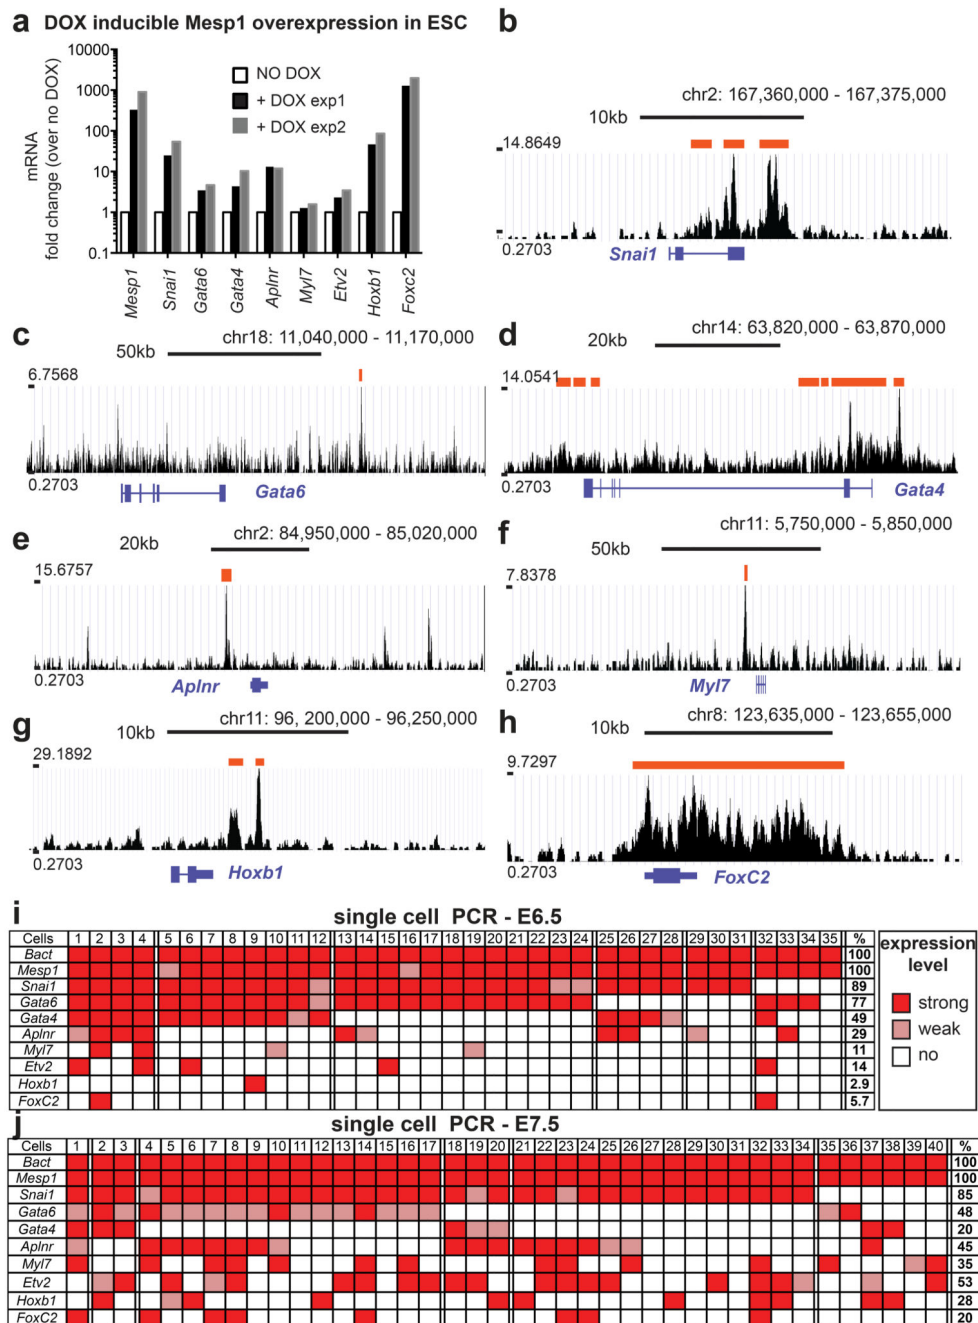 a DOX inducible Mesp1 overexpression in ESC
mRNA
fold change (over no DOX)
10000
1000
100
10
1
0.1
NO DOX
+ DOX exp1
+ DOX exp2
Mesp1
Snai1
Gata6
Gata4
Aplnr
Myl7
Etv2
Hoxb1
Foxc2
b
chr2: 167,360,000 - 167,375,000
10kb
14.8649
0.2703
Snai1
c
chr18: 11,040,000 - 11,170,000
50kb
6.7568
0.2703
Gata6
d
chr14: 63,820,000 - 63,870,000
20kb
14.0541
0.2703
Gata4
e
chr2: 84,950,000 - 85,020,000
20kb
15.6757
0.2703
Aplnr
f
chr11: 5,750,000 - 5,850,000
50kb
7.8378
0.2703
Myl7
g
chr11: 96, 200,000 - 96,250,000
10kb
29.1892
0.2703
Hoxb1
h
chr8: 123,635,000 - 123,655,000
10kb
9.7297
0.2703
FoxC2
i
single cell PCR - E6.5
Cells 1 2 3 4 5 6 7 8 9 10 11 12 13 14 15 16 17 18 19 20 21 22 23 24 25 26 27 28 29 30 31 32 33 34 35 %
Bact 100
Mesp1 100
Snai1 89
Gata6 77
Gata4 49
Aplnr 29
Myl7 11
Etv2 14
Hoxb1 2.9
FoxC2 5.7
expression
level
strong
weak
no
j
single cell PCR - E7.5
Cells 1 2 3 4 5 6 7 8 9 10 11 12 13 14 15 16 17 18 19 20 21 22 23 24 25 26 27 28 29 30 31 32 33 34 35 36 37 38 39 40 %
Bact 100
Mesp1 100
Snai1 85
Gata6 48
Gata4 20
Aplnr 45
Myl7 35
Etv2 53
Hoxb1 28
FoxC2 20